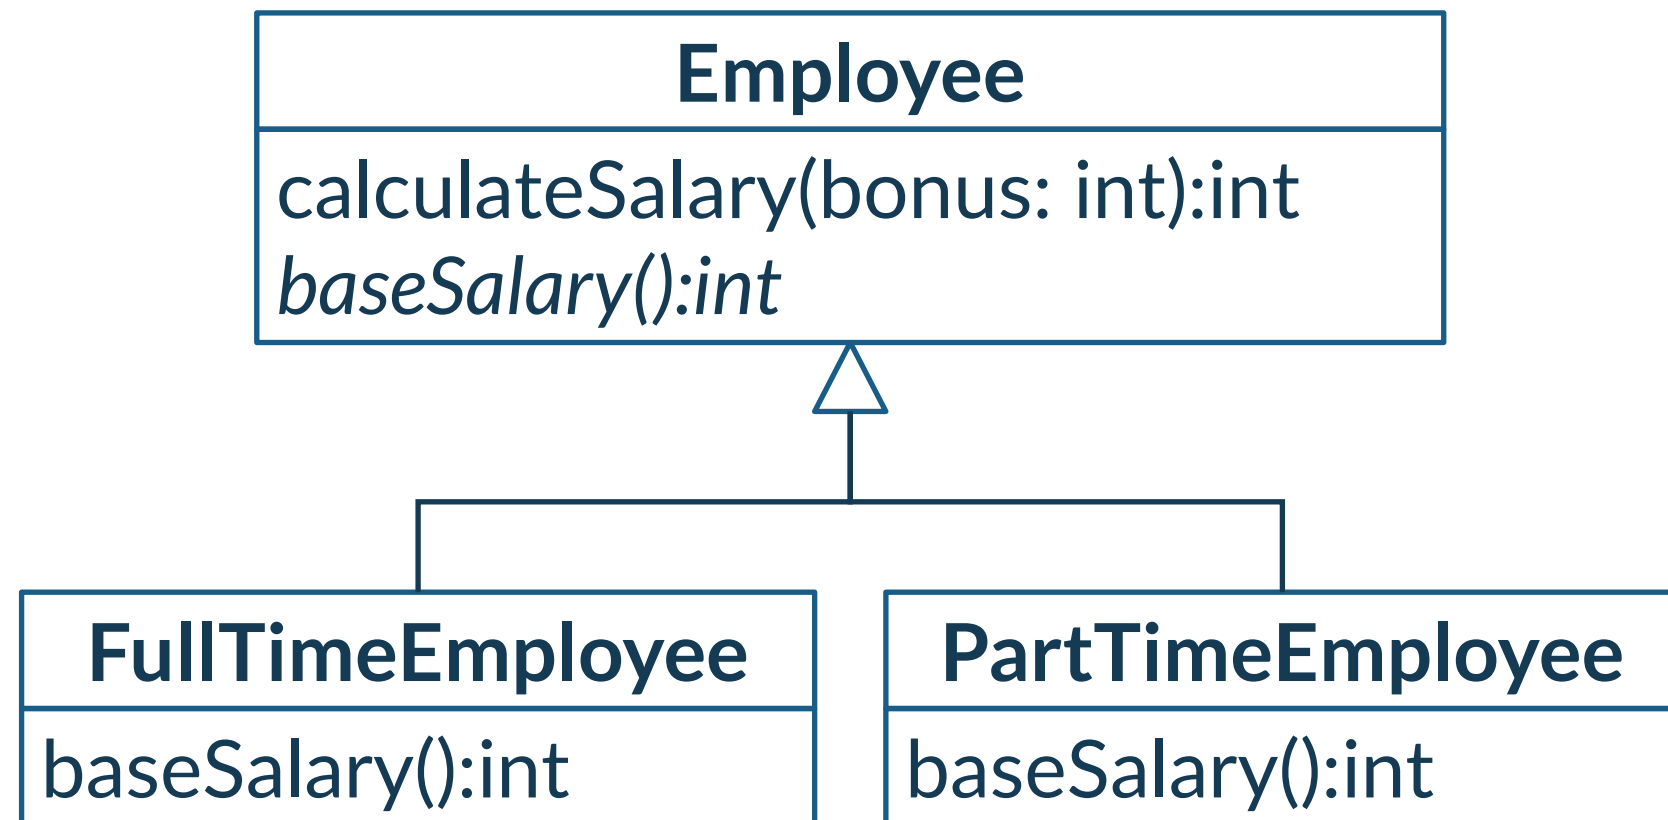 Employee
calculateSalary(bonus: int):int
baseSalary():int
FullTimeEmployee
baseSalary():int
PartTimeEmployee
baseSalary():int